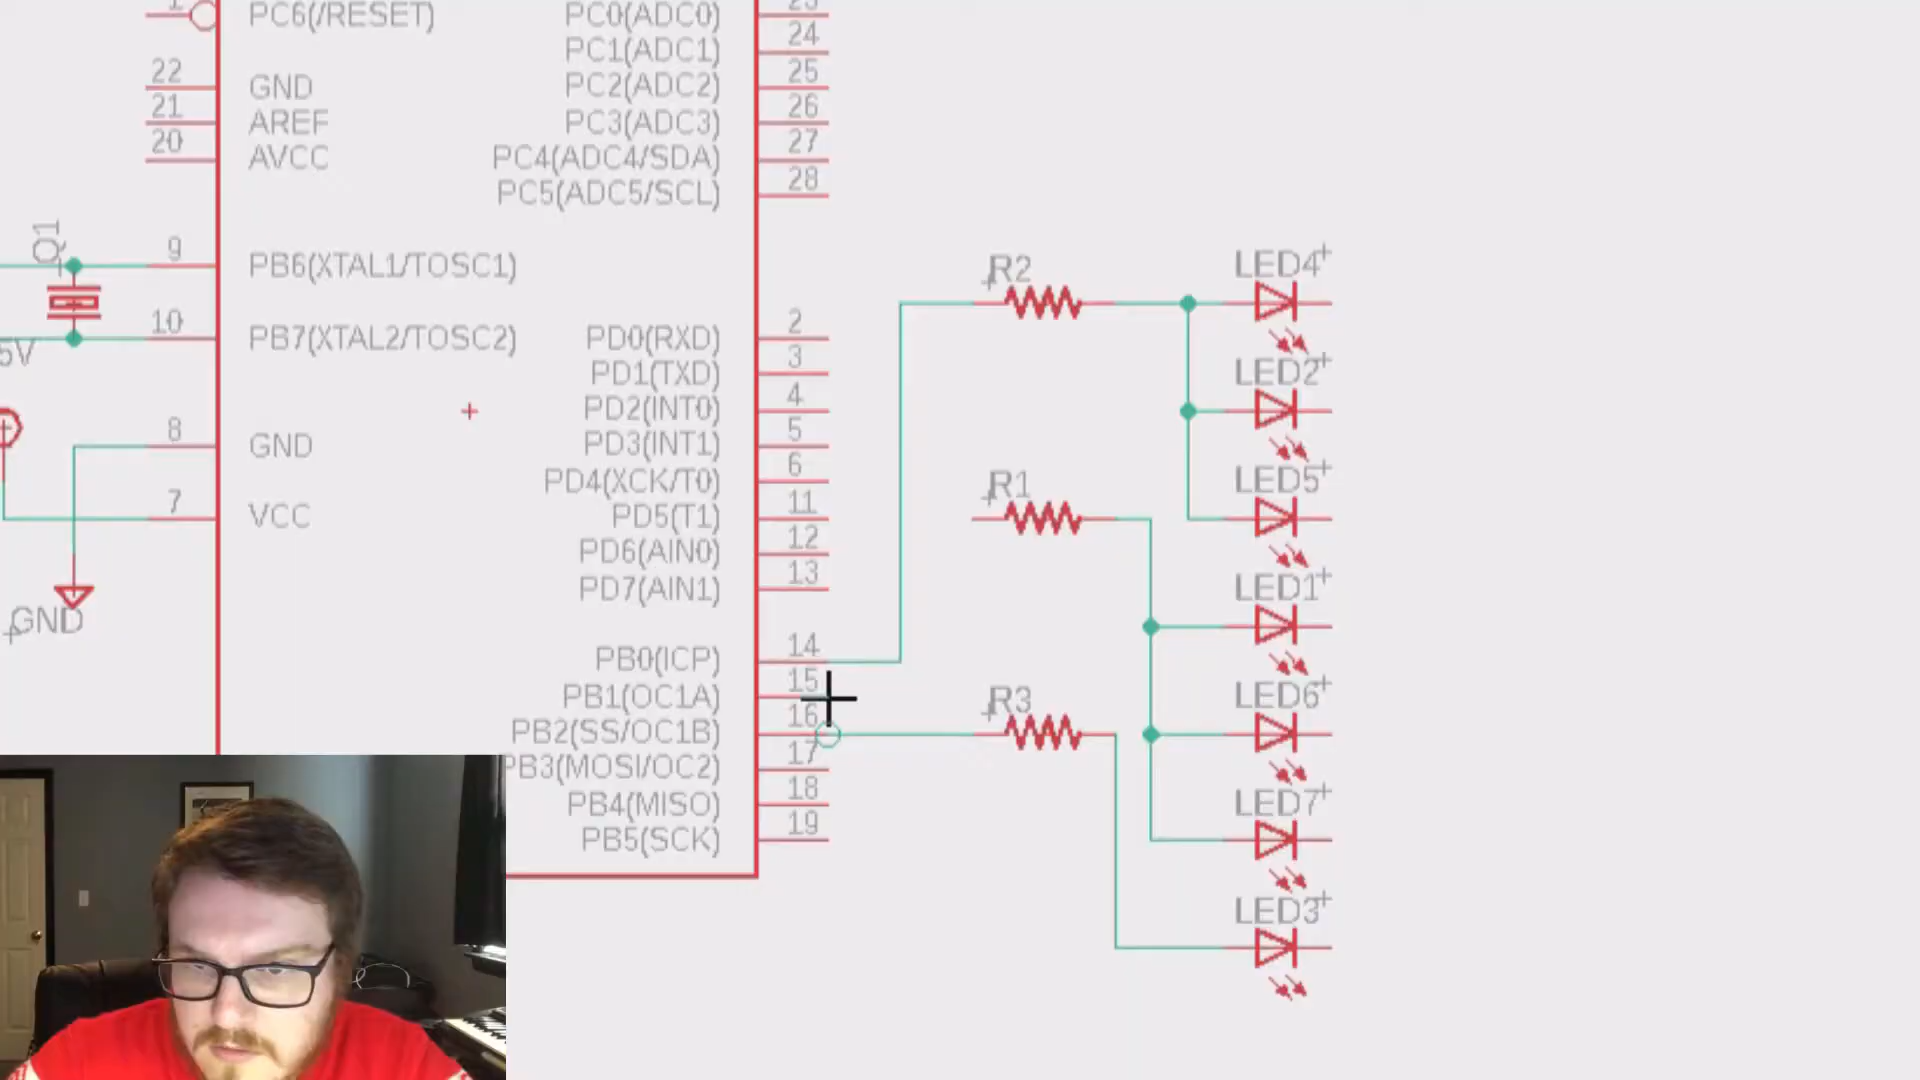 1
PC6(/RESET)
22
GND
21
AREF
20
AVCC
Q1
9
PB6(XTAL1/TOSC1)
10
PB7(XTAL2/TOSC2)
5V
8
GND
7
VCC
GND
PC0(ADC0)
23
PC1(ADC1)
24
PC2(ADC2)
25
PC3(ADC3)
26
PC4(ADC4/SDA)
27
PC5(ADC5/SCL)
28
PD0(RXD)
2
PD1(TXD)
3
PD2(INT0)
4
PD3(INT1)
5
PD4(XCK/T0)
6
PD5(T1)
11
PD6(AIN0)
12
PD7(AIN1)
13
PB0(ICP)
14
PB1(OC1A)
15
PB2(SS/OC1B)
16
PB3(MOSI/OC2)
17
PB4(MISO)
18
PB5(SCK)
19
R2
R1
R3
LED4
LED2
LED5
LED1
LED6
LED7
LED3